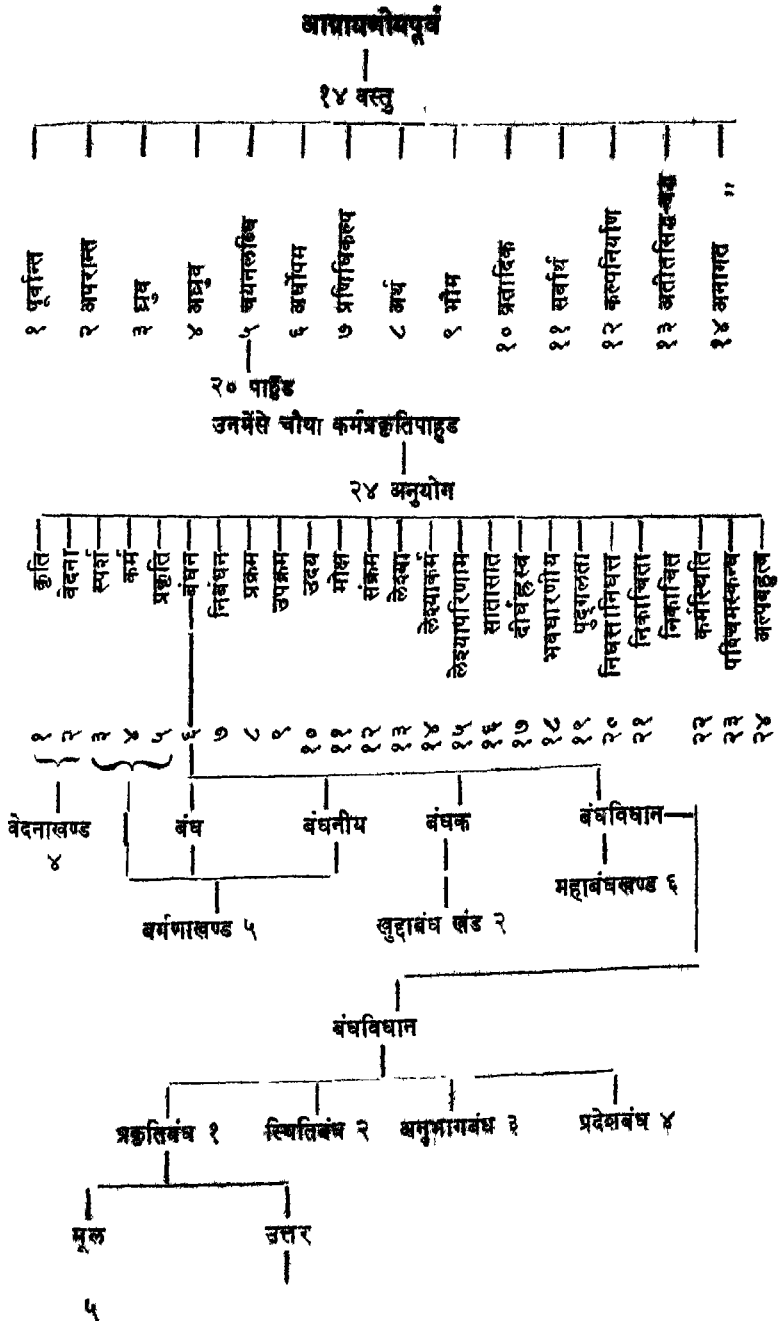 आग्रायणीयपूर्व
१४ वस्तु
१ पूर्वान्त
२ अपरान्त
३ ध्रुव
४ अध्रुव
५ चयनलब्धि
६ अर्धोपम
७ प्रणिधिकल्प
८ अर्थ
९ भौम
१० व्रतादिक
११ सर्वार्थ
१२ कल्पनिर्याण
१३ अतीतसिद्ध-बद्ध
१४ अनागत "
२० पाहुड
उनमेंसे चौथा कर्मप्रकृतिपाहुड
२४ अनुयोग
१ कृति
२ वेदना
३ स्पर्श
४ कर्म
५ प्रकृति
६ बंधन
७ निबंधन
८ प्रक्रम
९ उपक्रम
१० उदय
११ मोक्ष
१२ संक्रम
१३ लेश्या
१४ लेश्याकर्म
१५ लेश्यापरिणाम
१६ सातासात
१७ दीर्घह्रस्व
१८ भवधारणीय
१९ पुद्गलता
२० निधत्तानिधत्त
२१ निकाचिता
निकाचित
२२ कर्मस्थिति
२३ पश्चिमस्कन्ध
२४ अल्पबहुत्व
वेदनाखण्ड
४
बंध
बंधनीय
बंधक
बंधविधान
वर्गणाखण्ड ५
खुद्दाबंध खंड २
महाबंधखण्ड ६
बंधविधान
प्रकृतिबंध १
स्थितिबंध २
अनुभागबंध ३
प्रदेशबंध ४
मूल
उत्तर
५